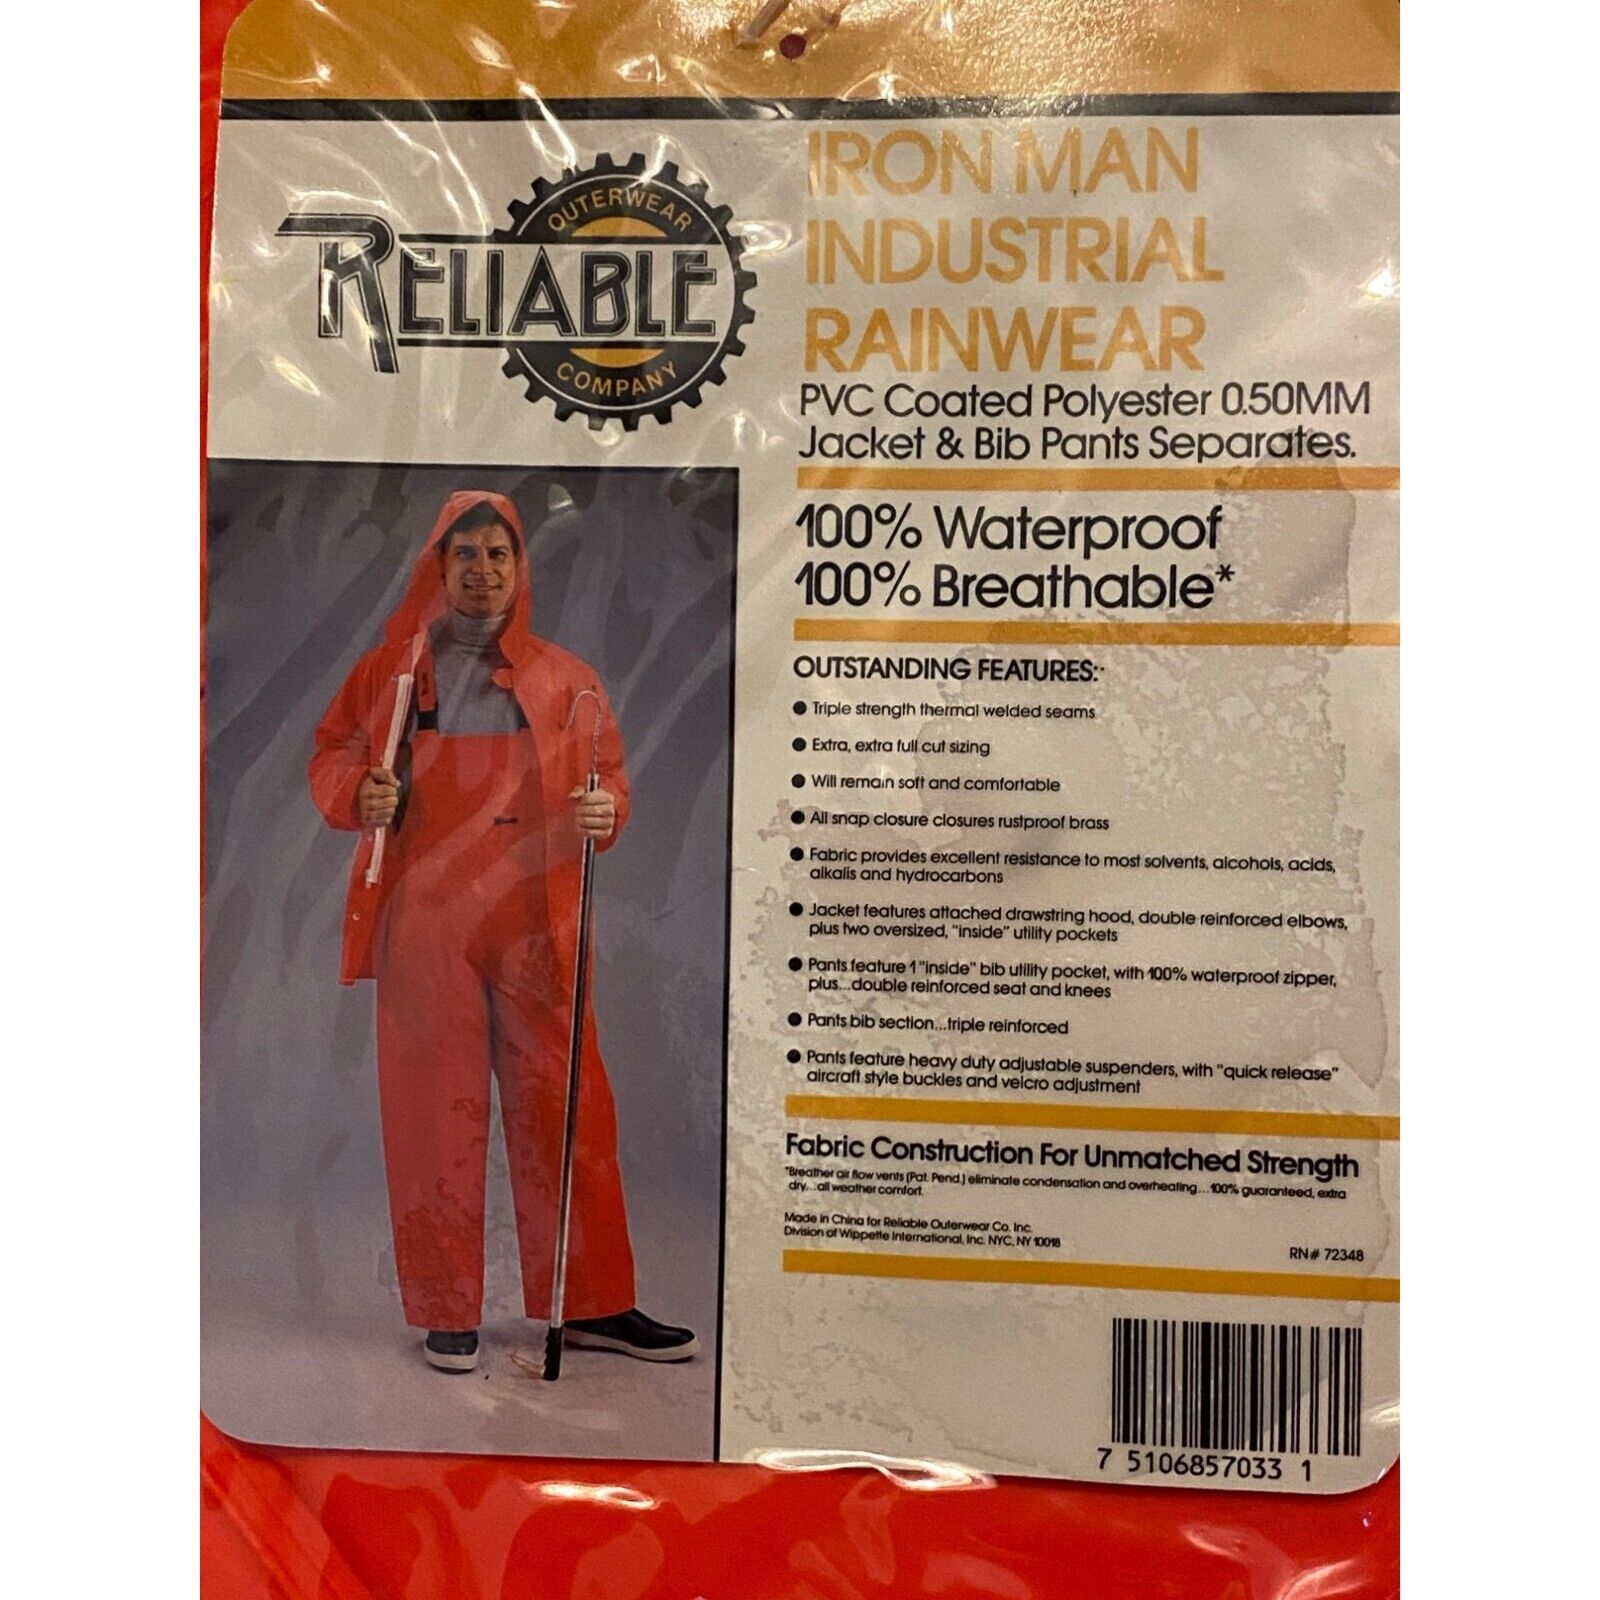 OUTERWEAR
RELIABLE
COMPANY
IRON MAN
INDUSTRIAL
RAINWEAR
PVC Coated Polyester 0.50MM
Jacket & Bib Pants Separates.
100% Waterproof
100% Breathable*
OUTSTANDING FEATURES:
● Triple strength thermal welded seams
● Extra, extra full cut sizing
● Will remain soft and comfortable
● All snap closure closures rustproof brass
● Fabric provides excellent resistance to most solvents, alcohols, acids,
alkalis and hydrocarbons
● Jacket features attached drawstring hood, double reinforced elbows,
plus two oversized, "inside" utility pockets
● Pants feature 1 "inside" bib utility pocket, with 100% waterproof zipper,
plus...double reinforced seat and knees
● Pants bib section...triple reinforced
● Pants feature heavy duty adjustable suspenders, with "quick release"
aircraft style buckles and velcro adjustment
Fabric Construction For Unmatched Strength
*Breather air flow vents (Pat. Pend.) eliminate condensation and overheating...100% guaranteed, extra
dry...all weather comfort.
Made in China for Reliable Outerwear Co. Inc.
Division of Wippette International, Inc. NYC, NY 10018
RN# 72348
7 5106857033 1